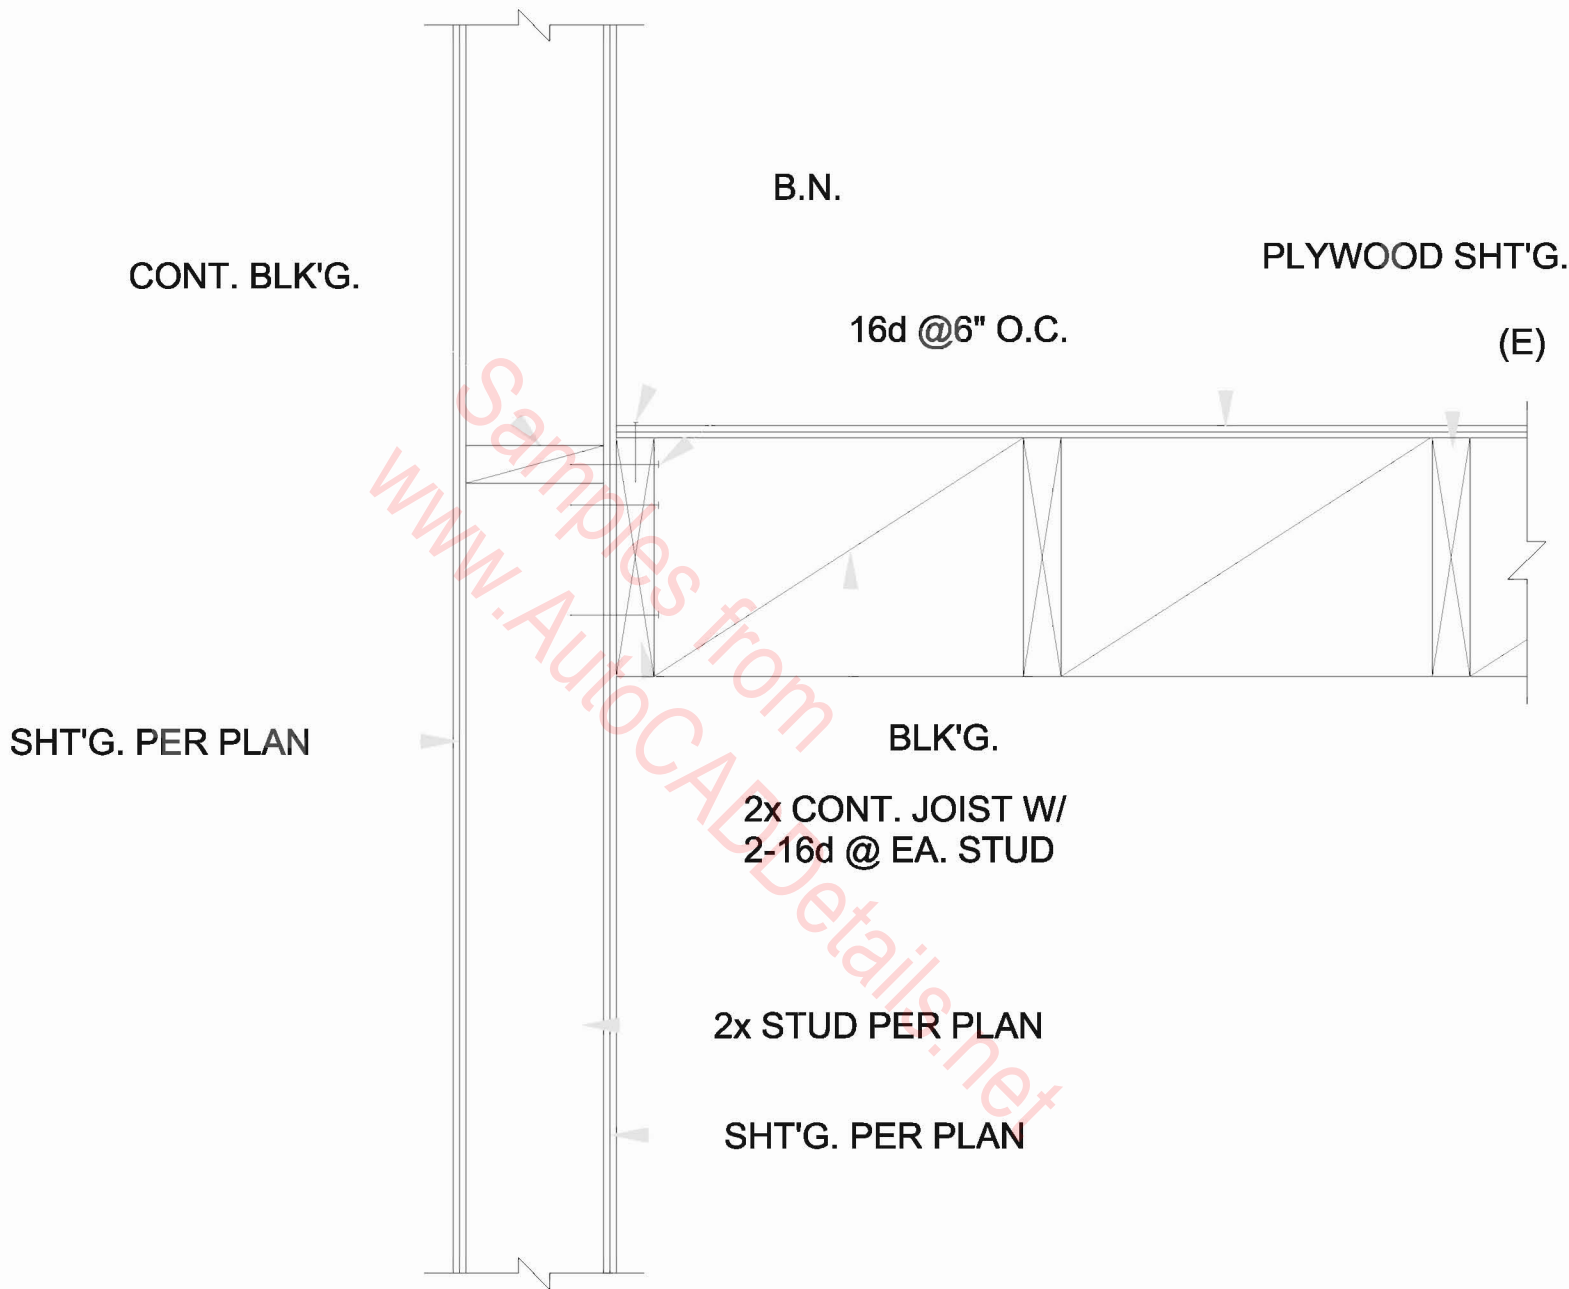 B.N.
CONT. BLK'G.
PLYWOOD SHT'G.
16d @6" O.C.
(E)
Samples from
www.AutoCADDetails.net
SHT'G. PER PLAN
BLK'G.
2x CONT. JOIST W/
2-16d @ EA. STUD
2x STUD PER PLAN
SHT'G. PER PLAN